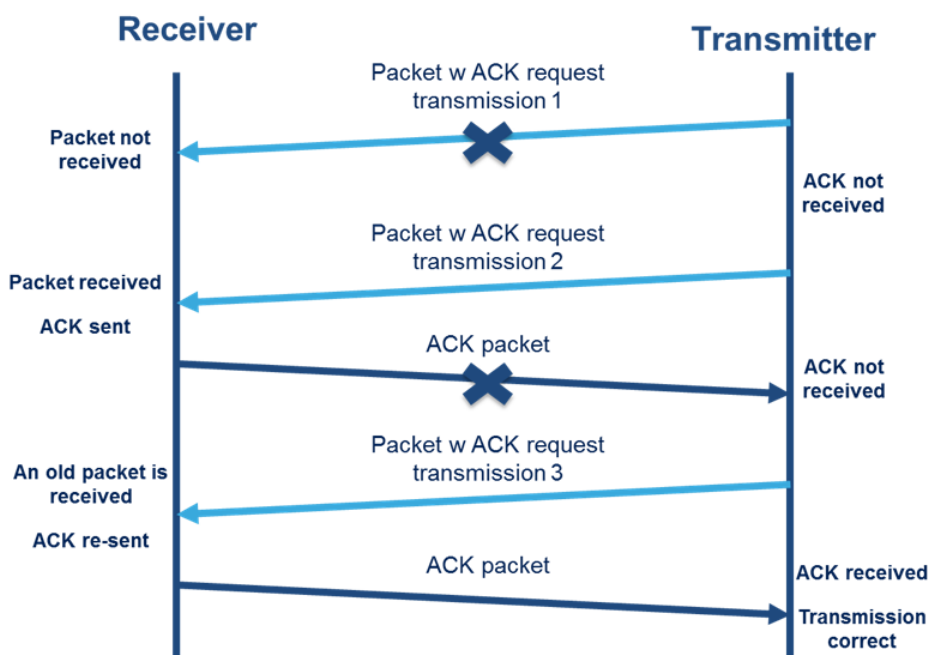 Receiver
Transmitter
Packet w ACK request
transmission 1
Packet not
received
ACK not
received
Packet w ACK request
transmission 2
Packet received
ACK sent
ACK packet
ACK not
received
Packet w ACK request
transmission 3
An old packet is
received
ACK re-sent
ACK packet
ACK received
Transmission
correct